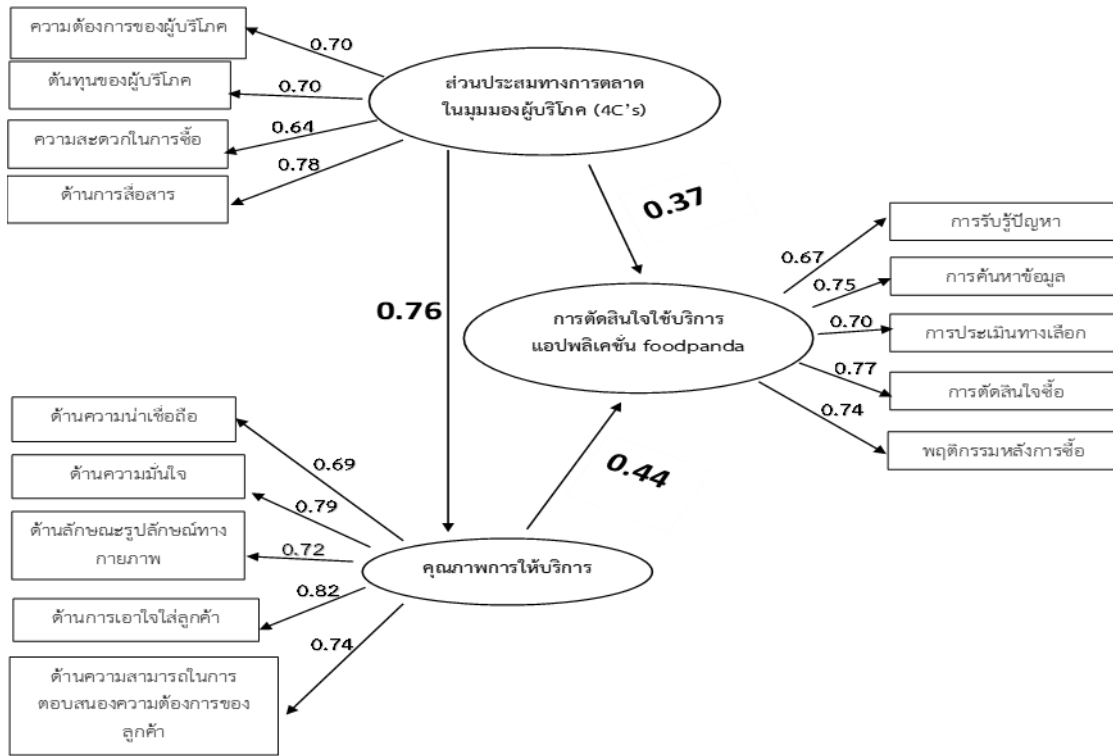 ความต้องการของผู้บริโภค
0.70
ต้นทุนของผู้บริโภค
0.70
ความสะดวกในการซื้อ
0.64
ด้านการสื่อสาร
0.78
ส่วนประสมทางการตลาด
ในมุมมองผู้บริโภค (4C's)
0.37
0.76
การตัดสินใจใช้บริการ
แอปพลิเคชั่น foodpanda
การรับรู้ปัญหา
0.67
การค้นหาข้อมูล
0.75
การประเมินทางเลือก
0.70
การตัดสินใจซื้อ
0.77
พฤติกรรมหลังการซื้อ
0.74
0.44
ด้านความน่าเชื่อถือ
0.69
ด้านความมั่นใจ
0.79
ด้านลักษณะรูปลักษณ์ทาง
กายภาพ
0.72
คุณภาพการให้บริการ
ด้านการเอาใจใส่ลูกค้า
0.82
ด้านความสามารถในการ
ตอบสนองความต้องการของ
ลูกค้า
0.74